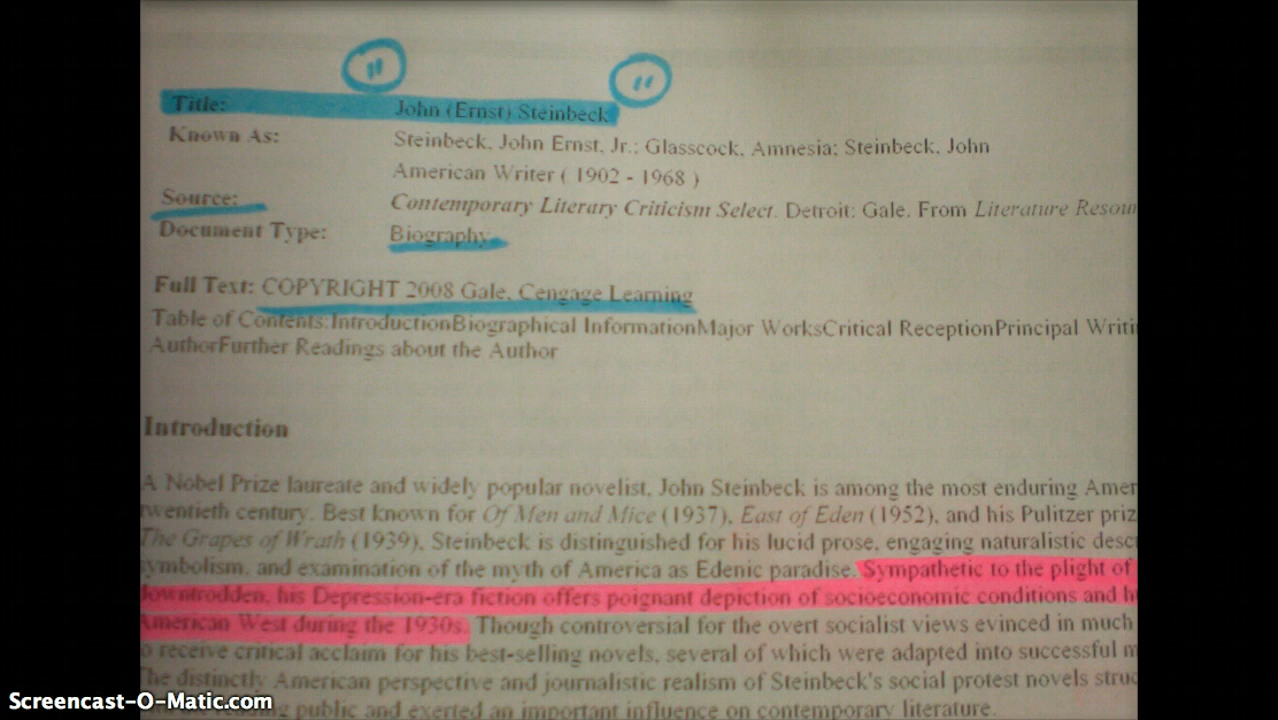 " "
Title: John (Ernst) Steinbeck
Known As: Steinbeck, John Ernst, Jr.; Glasscock, Amnesia; Steinbeck, John
American Writer ( 1902 - 1968 )
Source: Contemporary Literary Criticism Select. Detroit: Gale. From Literature Resour
Document Type: Biography
Full Text: COPYRIGHT 2008 Gale, Cengage Learning
Table of Contents:IntroductionBiographical InformationMajor WorksCritical ReceptionPrincipal Writi
AuthorFurther Readings about the Author
Introduction
A Nobel Prize laureate and widely popular novelist, John Steinbeck is among the most enduring Amer
twentieth century. Best known for Of Men and Mice (1937), East of Eden (1952), and his Pulitzer priz
The Grapes of Wrath (1939), Steinbeck is distinguished for his lucid prose, engaging naturalistic desc
symbolism, and examination of the myth of America as Edenic paradise. Sympathetic to the plight of
downtrodden, his Depression-era fiction offers poignant depiction of socioeconomic conditions and h
American West during the 1930s. Though controversial for the overt socialist views evinced in much
o receive critical acclaim for his best-selling novels, several of which were adapted into successful m
The distinctly American perspective and journalistic realism of Steinbeck's social protest novels struc
reading public and exerted an important influence on contemporary literature.
Screencast-O-Matic.com